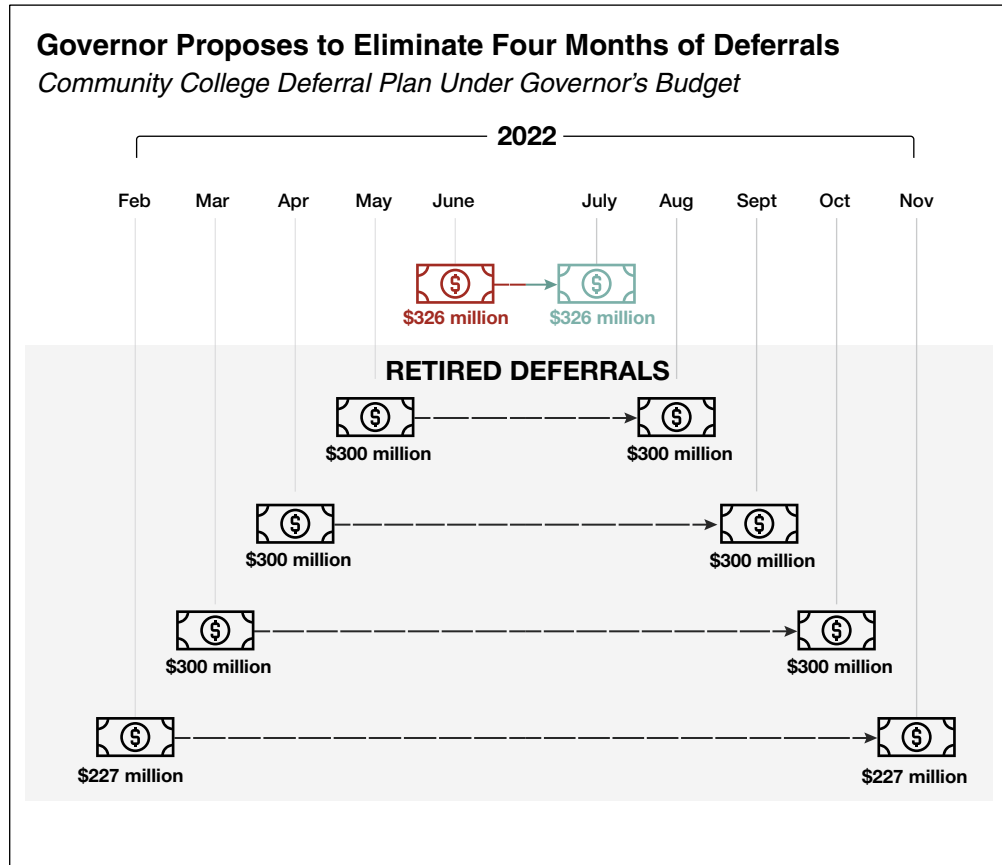 Governor Proposes to Eliminate Four Months of Deferrals
Community College Deferral Plan Under Governor's Budget
2022
Feb Mar Apr May June July Aug Sept Oct Nov
$ $
$326 million $326 million
RETIRED DEFERRALS
$ $
$300 million $300 million
$ $
$300 million $300 million
$ $
$300 million $300 million
$ $
$227 million $227 million